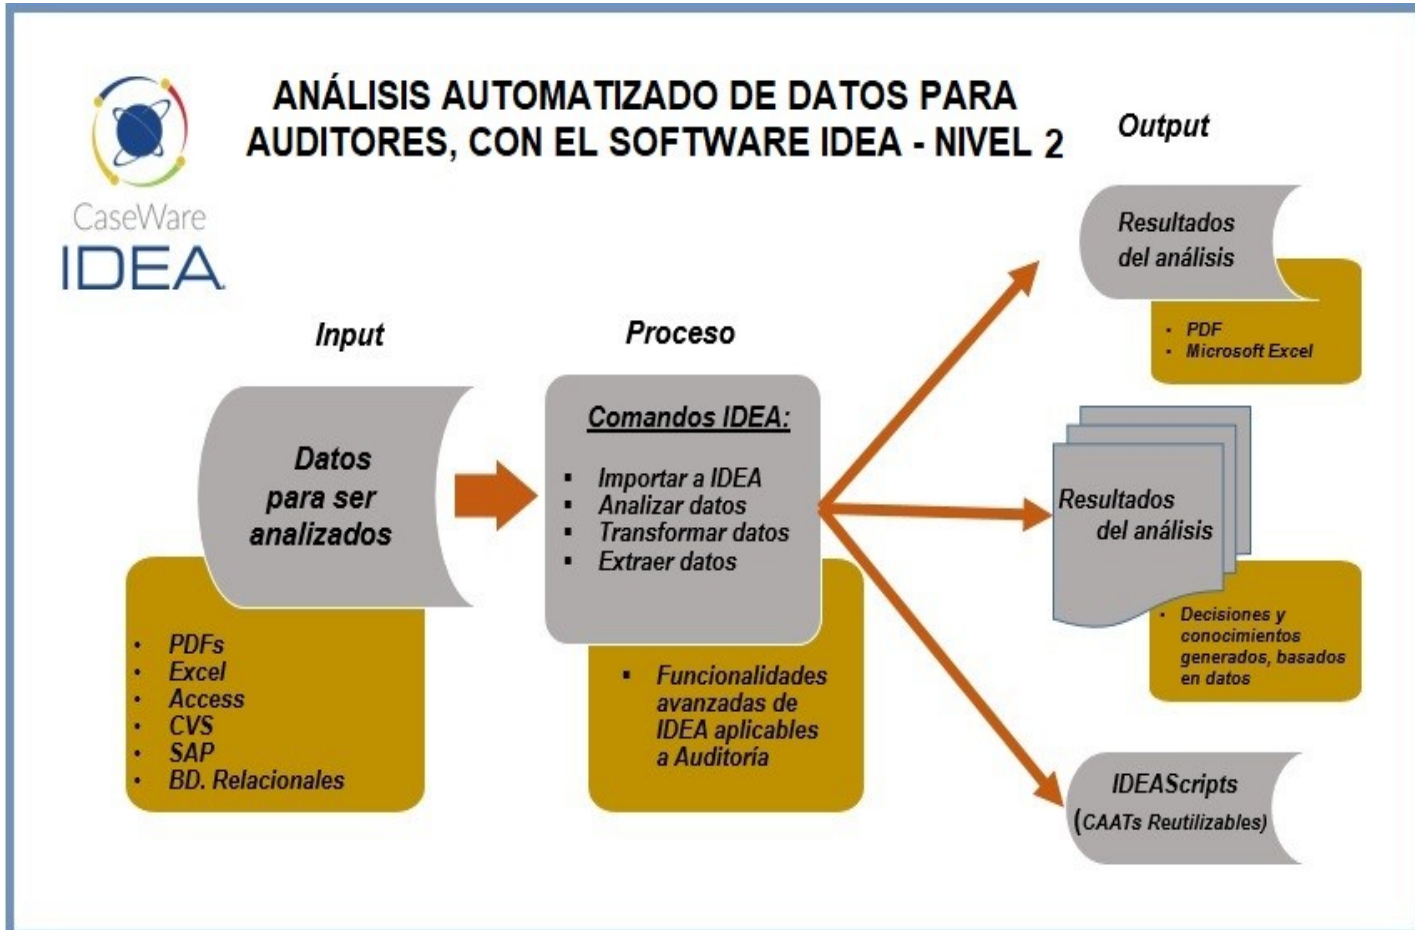 ANÁLISIS AUTOMATIZADO DE DATOS PARA
AUDITORES, CON EL SOFTWARE IDEA - NIVEL 2
CaseWare
IDEA
Input
Datos
para ser
analizados
• PDFs
• Excel
• Access
• CVS
• SAP
• BD. Relacionales
Proceso
Comandos IDEA:
▪ Importar a IDEA
▪ Analizar datos
▪ Transformar datos
▪ Extraer datos
▪ Funcionalidades
avanzadas de
IDEA aplicables
a Auditoría
Output
Resultados
del análisis
• PDF
• Microsoft Excel
Resultados
del análisis
• Decisiones y
conocimientos
generados, basados
en datos
IDEAScripts
(CAATs Reutilizables)